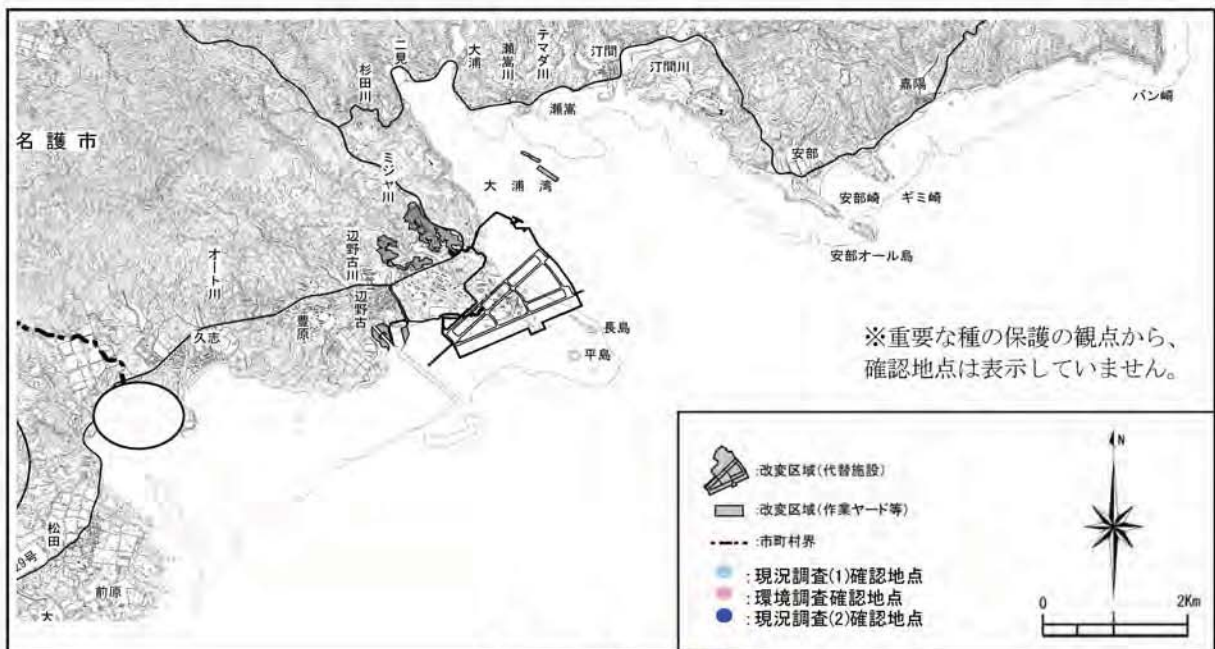 名護市
杉田川
二見
大浦
瀬嵩川
テマダ川
汀間
汀間川
瀬嵩
嘉陽
バン崎
安部
安部崎
ギミ崎
安部オール島
大浦湾
ミジャ川
辺野古川
辺野古
オート川
久志
豊原
長島
平島
松田
前原
29号
大
※重要な種の保護の観点から、
確認地点は表示していません。
:改変区域(代替施設)
:改変区域(作業ヤード等)
:市町村界
:現況調査(1)確認地点
:環境調査確認地点
:現況調査(2)確認地点
N
0 2Km